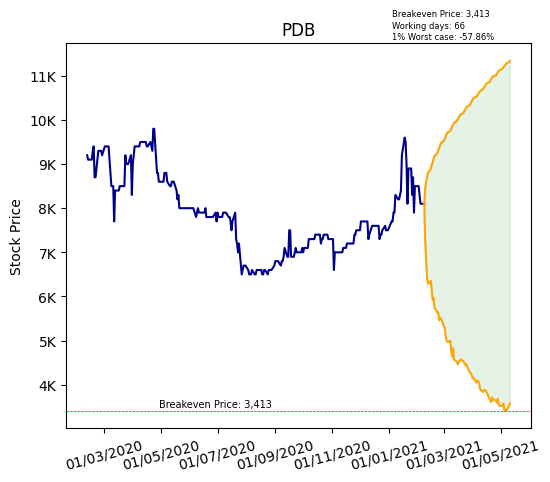 Breakeven Price: 3,413
Working days: 66
1% Worst case: -57.86%
PDB
Stock Price
11K
10K
9K
8K
7K
6K
5K
4K
Breakeven Price: 3,413
01/03/2020
01/05/2020
01/07/2020
01/09/2020
01/11/2020
01/01/2021
01/03/2021
01/05/2021